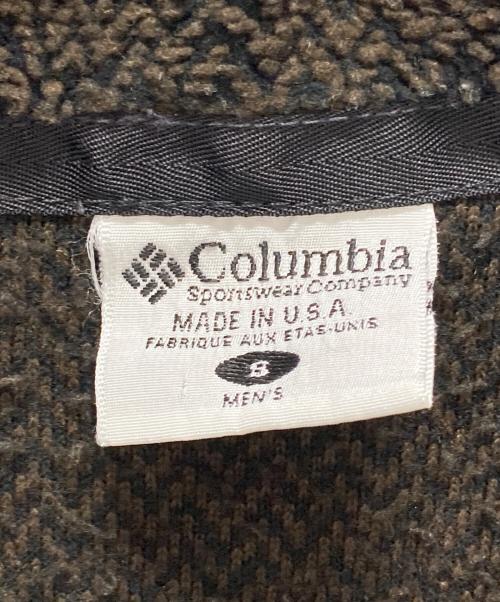 Columbia
Sportswear Company
MADE IN U.S.A.
FABRIQUE AUX ETAS-UNIS
MEN'S